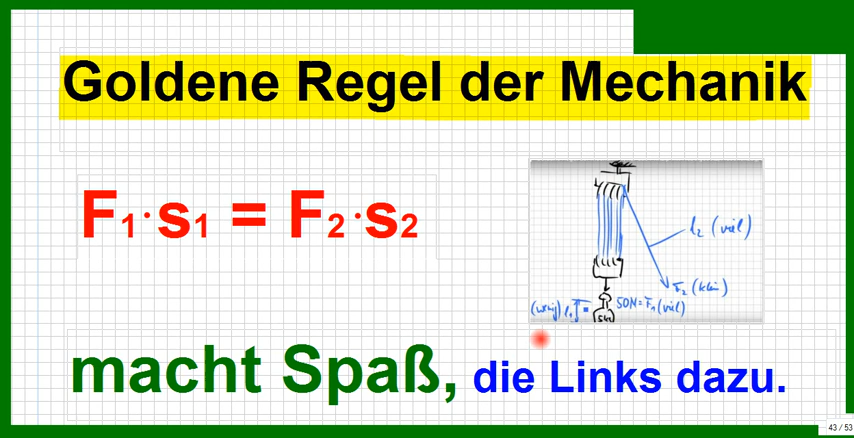 Goldene Regel der Mechanik
F₁·s₁ = F₂·s₂
l₂ (viel)
F₂ (klein)
(wenig) l₁ 50N=F₁(viel)
5kg
macht Spaß, die Links dazu.
43 / 53